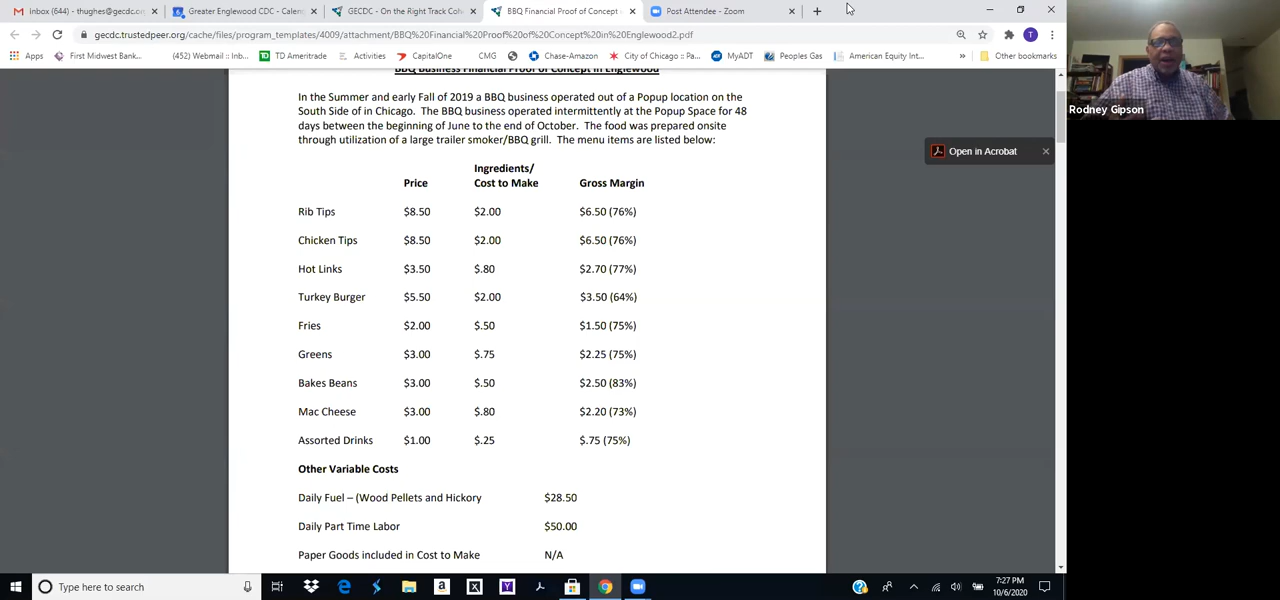 Inbox (644) - thughes@gecdc.or
Greater Englewood CDC - Calen
GECDC - On the Right Track Coh
BBQ Financial Proof of Concept
Post Attendee - Zoom
gecdc.trustedpeer.org/cache/files/program_templates/4009/attachment/BBQ%20Financial%20Proof%20of%20Concept%20in%20Englewood2.pdf
T
Apps First Midwest Bank... (452) Webmail :: Inb... TD Ameritrade Activities CapitalOne CMG Chase-Amazon City of Chicago :: Pa... MyADT Peoples Gas American Equity Int... » Other bookmarks
BBQ Business Financial Proof of Concept in Englewood
In the Summer and early Fall of 2019 a BBQ business operated out of a Popup location on the
South Side of in Chicago. The BBQ business operated intermittently at the Popup Space for 48
days between the beginning of June to the end of October. The food was prepared onsite
through utilization of a large trailer smoker/BBQ grill. The menu items are listed below:
Ingredients/
Price Cost to Make Gross Margin
Rib Tips $8.50 $2.00 $6.50 (76%)
Chicken Tips $8.50 $2.00 $6.50 (76%)
Hot Links $3.50 $.80 $2.70 (77%)
Turkey Burger $5.50 $2.00 $3.50 (64%)
Fries $2.00 $.50 $1.50 (75%)
Greens $3.00 $.75 $2.25 (75%)
Bakes Beans $3.00 $.50 $2.50 (83%)
Mac Cheese $3.00 $.80 $2.20 (73%)
Assorted Drinks $1.00 $.25 $.75 (75%)
Other Variable Costs
Daily Fuel – (Wood Pellets and Hickory $28.50
Daily Part Time Labor $50.00
Paper Goods included in Cost to Make N/A
Open in Acrobat
Rodney Gipson
Type here to search
7:27 PM
10/6/2020